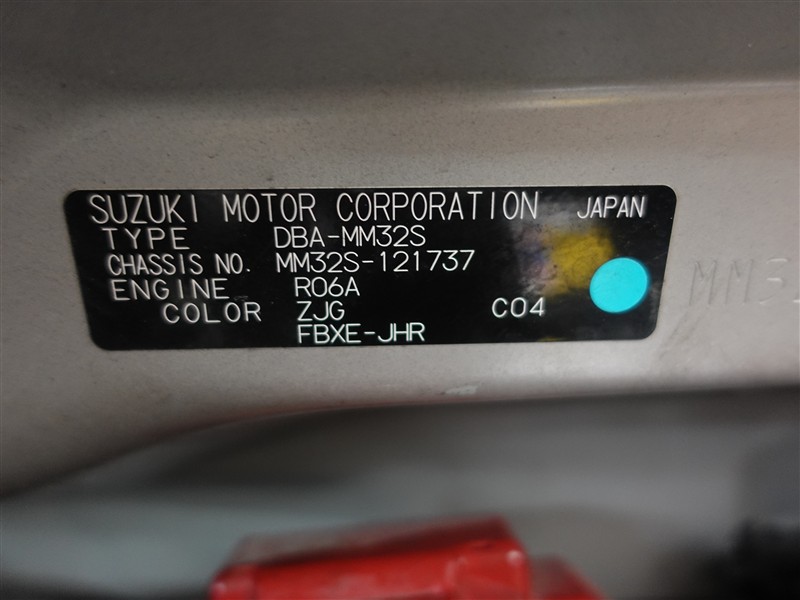 SUZUKI MOTOR CORPORATION JAPAN
TYPE DBA-MM32S
CHASSIS NO. MM32S-121737
ENGINE R06A
COLOR ZJG C04
FBXE-JHR